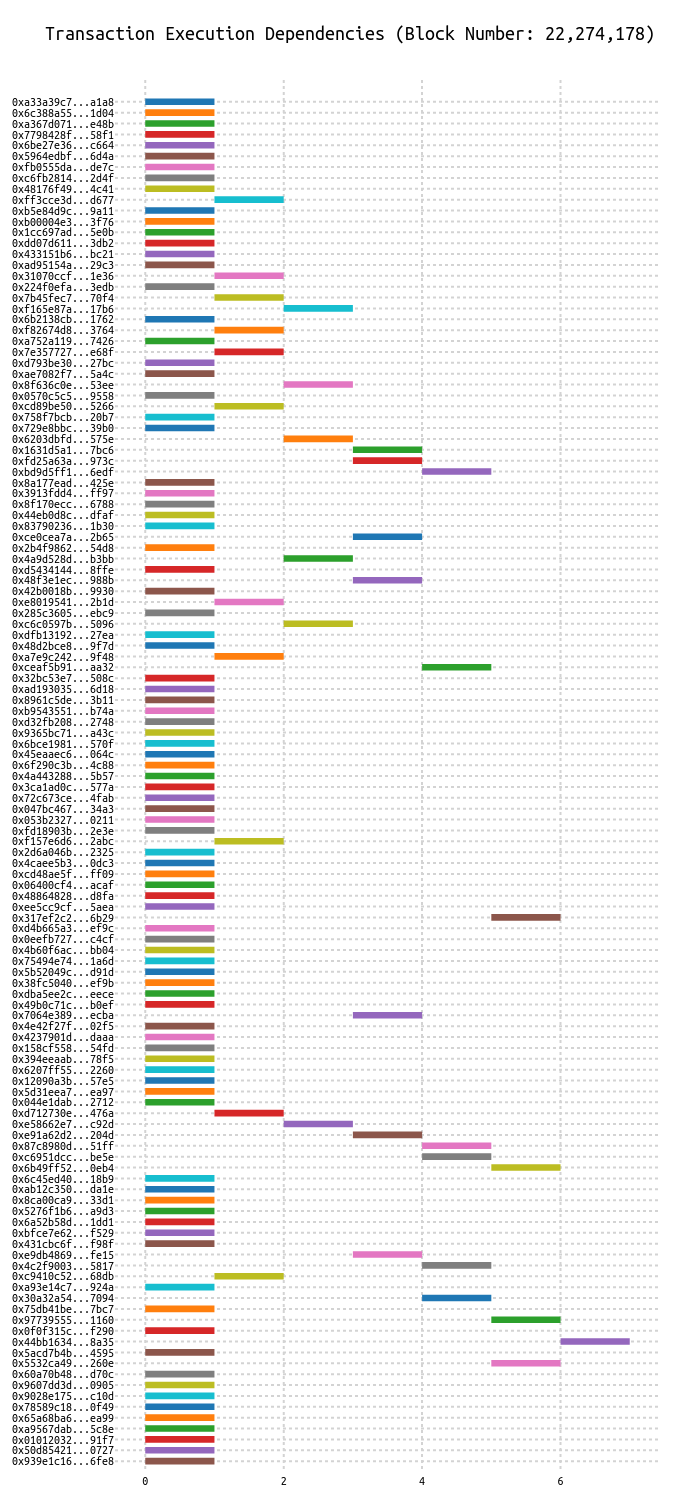 Transaction Execution Dependencies (Block Number: 22,274,178)
0xa33a39c7...a1a8
0x6c388a55...1d04
0xa367d071...e48b
0x7798428f...58f1
0x6be27e36...c664
0x5964edbf...6d4a
0xfb0555da...de7c
0xc6fb2814...2d4f
0x48176f49...4c41
0xff3cce3d...d677
0xb5e84d9c...9a11
0xb00004e3...3f76
0x1cc697ad...5e0b
0xdd07d611...3db2
0x433151b6...bc21
0xad95154a...29c3
0x31070ccf...1e36
0x224f0efa...3edb
0x7b45fec7...70f4
0xf165e87a...17b6
0x6b2138cb...1762
0xf82674d8...3764
0xa752a119...7426
0x7e357727...e68f
0xd793be30...27bc
0xae7082f7...5a4c
0x8f636c0e...53ee
0x0570c5c5...9558
0xcd89be50...5266
0x758f7bcb...20b7
0x729e8bbc...39b0
0x6203dbfd...575e
0x1631d5a1...7bc6
0xfd25a63a...973c
0xbd9d5ff1...6edf
0x8a177ead...425e
0x3913fdd4...ff97
0x8f170ecc...6788
0x44eb0d8c...dfaf
0x83790236...1b30
0xce0cea7a...2b65
0x2b4f9862...54d8
0x4a9d528d...b3bb
0xd5434144...8ffe
0x48f3e1ec...988b
0x42b0018b...9930
0xe8019541...2b1d
0x285c3605...ebc9
0xc6c0597b...5096
0xdfb13192...27ea
0x48d2bce8...9f7d
0xa7e9c242...9f48
0xcceaf5b91...aa32
0x32bc53e7...508c
0xad193035...6d18
0x8961c5de...3b11
0xb9543551...b74a
0xd32fb208...2748
0x9365bc71...a43c
0x6bce1981...570f
0x45eaaec6...064c
0x6f290c3b...4c88
0x4a443288...5b57
0x3ca1ad0c...577a
0x72c673ce...4fab
0x047bc467...34a3
0x053b2327...0211
0xfd18903b...2e3e
0xf157e6d6...2abc
0x2d6a046b...2325
0x4caee5b3...0dc3
0xcd48ae5f...ff09
0x06400cf4...acaf
0x48864828...d8fa
0xee5cc9cf...5aea
0x317ef2c2...6b29
0xd4b665a3...ef9c
0x0eefb727...c4cf
0x4b60f6ac...bb04
0x75494e74...1a6d
0x5b52049c...d91d
0x38fc5040...ef9b
0xdba5ee2c...eece
0x49b0c71c...b0ef
0x7064e389...ecba
0x4e42f27f...02f5
0x4237901d...daaa
0x158cf558...54fd
0x394eeaab...78f5
0x6207ff55...2260
0x12090a3b...57e5
0x5d31eea7...ea97
0x044e1dab...2712
0xd712730e...476a
0xe58662e7...c92d
0xe91a62d2...204d
0x87c8980d...51ff
0xc6951dcc...be5e
0x6b49ff52...0eb4
0x6c45ed40...18b9
0xab12c350...da1e
0x8ca00ca9...33d1
0x5276f1b6...a9d3
0x6a52b58d...1dd1
0xbfce7e62...f529
0x431cbc6f...f98f
0xe9db4869...fe15
0x4c2f9003...5817
0xc9410c52...68db
0xa93e14c7...924a
0x30a32a54...7094
0x75db41be...7bc7
0x97739555...1160
0x0f0f315c...f290
0x44bb1634...8a35
0x5acd7b4b...4595
0x5532ca49...260e
0x60a70b48...d70c
0x9607dd3d...0905
0x9028e175...c10d
0x78589c18...0f49
0x65a68ba6...ea99
0xa9567dab...5c8e
0x01012032...91f7
0x50d85421...0727
0x939e1c16...6fe8
0 2 4 6